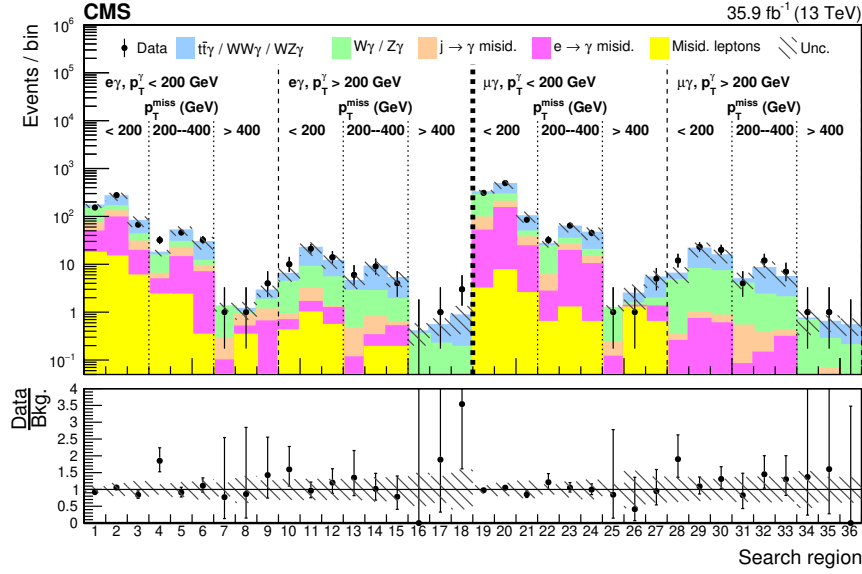 CMS 35.9 fb⁻¹ (13 TeV)
Events / bin
10⁶
10⁵
10⁴
10³
10²
10
1
10⁻¹
Data tt̄γ / WWγ / WZγ Wγ / Zγ j → γ misid. e → γ misid. Misid. leptons Unc.
eγ, p_T^γ < 200 GeV eγ, p_T^γ > 200 GeV μγ, p_T^γ < 200 GeV μγ, p_T^γ > 200 GeV
p_T^miss (GeV) p_T^miss (GeV) p_T^miss (GeV) p_T^miss (GeV)
< 200 200--400 > 400 < 200 200--400 > 400 < 200 200--400 > 400 < 200 200--400 > 400
Data
Bkg.
4
3.5
3
2.5
2
1.5
1
0.5
0
1 2 3 4 5 6 7 8 9 10 11 12 13 14 15 16 17 18 19 20 21 22 23 24 25 26 27 28 29 30 31 32 33 34 35 36
Search region